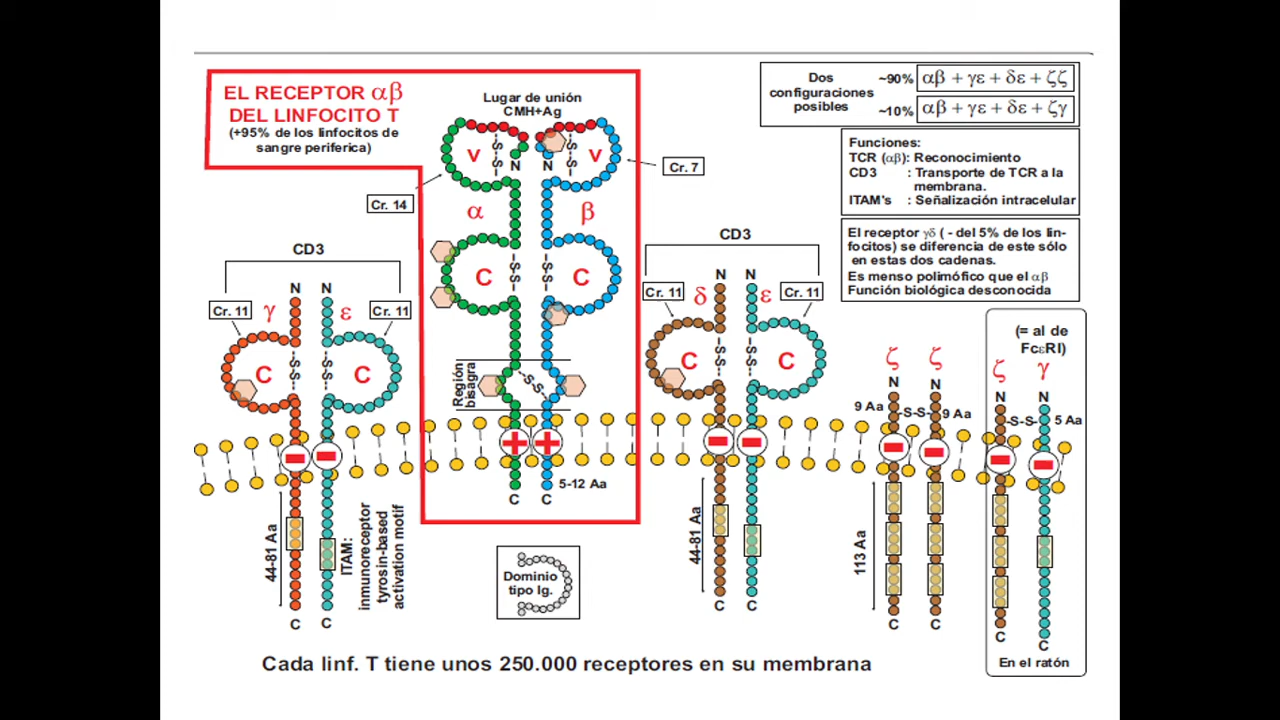 EL RECEPTOR αβ
DEL LINFOCITO T
(+95% de los linfocitos de
sangre periferica)
Lugar de unión
CMH+Ag
V
V
-S-S-
-S-S-
N
N
Cr. 14
Cr. 7
α
β
C
C
-S-S-
-S-S-
Región
bisagra
-S-S-
+
+
5-12 Aa
C
C
Dos
configuraciones
posibles
~90%
αβ + γε + δε + ζζ
~10%
αβ + γε + δε + ζγ
Funciones:
TCR (αβ): Reconocimiento
CD3 : Transporte de TCR a la
membrana.
ITAM's : Señalización intracelular
El receptor γδ ( - del 5% de los lin-
focitos) se diferencia de este sólo
en estas dos cadenas.
Es menso polimófico que el αβ
Función biológica desconocida
CD3
N
N
Cr. 11
γ
ε
Cr. 11
C
C
-S-S-
-S-S-
44-81 Aa
ITAM:
inmunoreceptor
tyrosin-based
activation motif
C
C
CD3
N
N
Cr. 11
δ
ε
Cr. 11
C
C
-S-S-
-S-S-
44-81 Aa
C
C
ζ
ζ
N
N
9 Aa
-S-S-
9 Aa
113 Aa
C
C
(= al de
FcεRI)
ζ
γ
N
N
-S-S-
5 Aa
C
C
En el ratón
Dominio
tipo Ig.
Cada linf. T tiene unos 250.000 receptores en su membrana